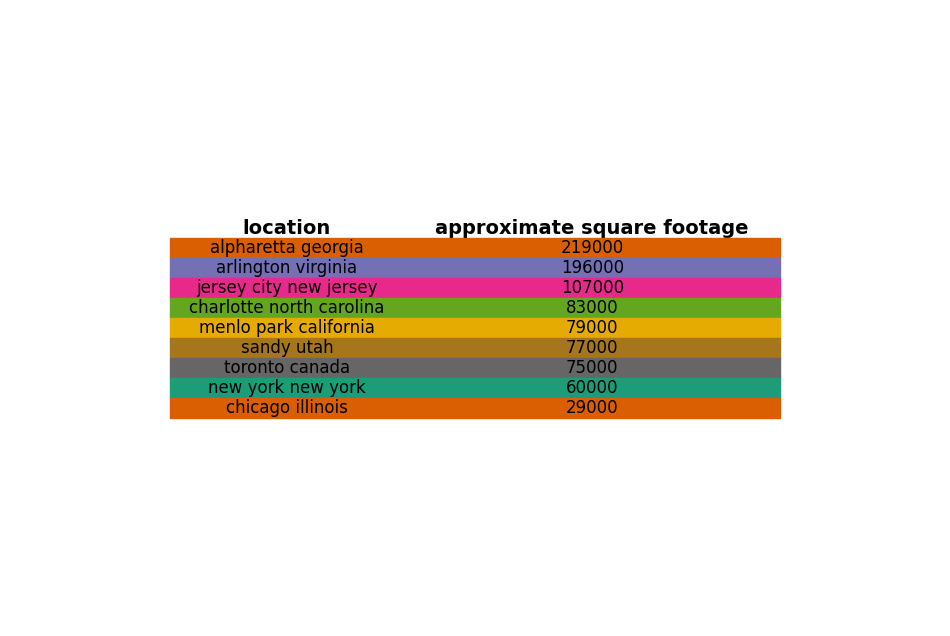 location approximate square footage
alpharetta georgia 219000
arlington virginia 196000
jersey city new jersey 107000
charlotte north carolina 83000
menlo park california 79000
sandy utah 77000
toronto canada 75000
new york new york 60000
chicago illinois 29000